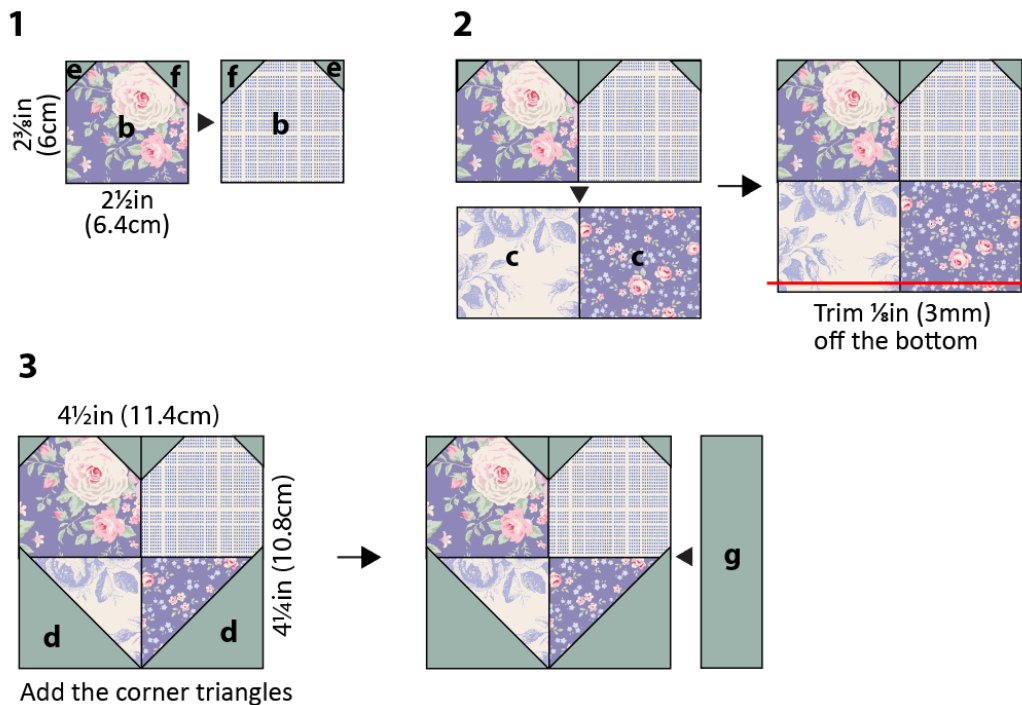 1
e
f
b
f
e
b
2⅜in
(6cm)
2½in
(6.4cm)
2
c
c
Trim ⅛in (3mm)
off the bottom
3
4½in (11.4cm)
4¼in (10.8cm)
d
d
g
Add the corner triangles